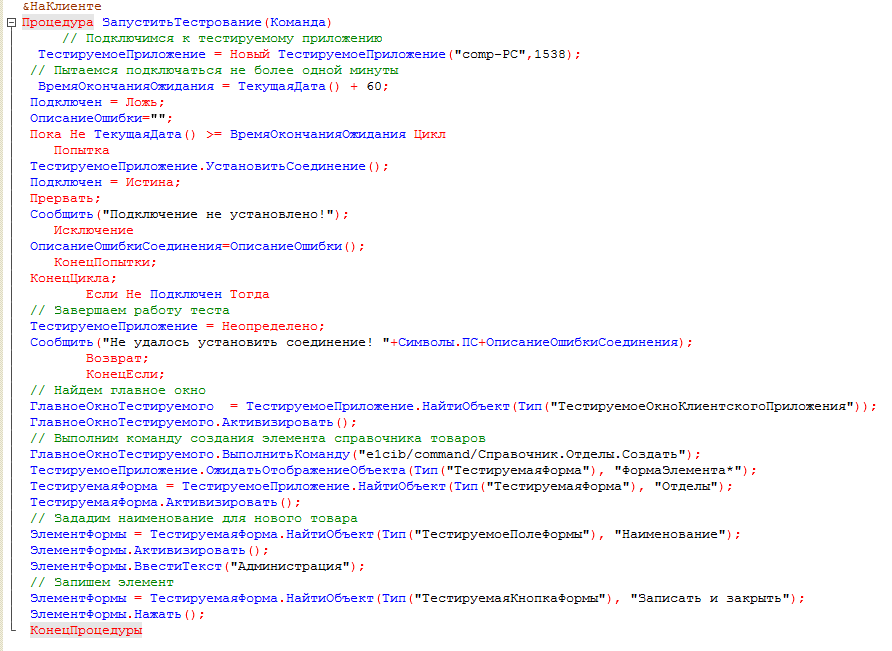 &НаКлиенте
Процедура ЗапуститьТестрование(Команда)
// Подключимся к тестируемому приложению
ТестируемоеПриложение = Новый ТестируемоеПриложение("comp-PC",1538);
// Пытаемся подключаться не более одной минуты
ВремяОкончанияОжидания = ТекущаяДата() + 60;
Подключен = Ложь;
ОписаниеОшибки="";
Пока Не ТекущаяДата() >= ВремяОкончанияОжидания Цикл
Попытка
ТестируемоеПриложение.УстановитьСоединение();
Подключен = Истина;
Прервать;
Сообщить("Подключение не установлено!");
Исключение
ОписаниеОшибкиСоединения=ОписаниеОшибки();
КонецПопытки;
КонецЦикла;
Если Не Подключен Тогда
// Завершаем работу теста
ТестируемоеПриложение = Неопределено;
Сообщить("Не удалось установить соединение! "+Символы.ПС+ОписаниеОшибкиСоединения);
Возврат;
КонецЕсли;
// Найдем главное окно
ГлавноеОкноТестируемого  = ТестируемоеПриложение.НайтиОбъект(Тип("ТестируемоеОкноКлиентскогоПриложения"));
ГлавноеОкноТестируемого.Активизировать();
// Выполним команду создания элемента справочника товаров
ГлавноеОкноТестируемого.ВыполнитьКоманду("e1cib/command/Справочник.Отделы.Создать");
ТестируемоеПриложение.ОжидатьОтображениеОбъекта(Тип("ТестируемаяФорма"), "ФормаЭлемента*");
ТестируемаяФорма = ТестируемоеПриложение.НайтиОбъект(Тип("ТестируемаяФорма"), "Отделы");
ТестируемаяФорма.Активизировать();
// Зададим наименование для нового товара
ЭлементФормы = ТестируемаяФорма.НайтиОбъект(Тип("ТестируемоеПолеФормы"), "Наименование");
ЭлементФормы.Активизировать();
ЭлементФормы.ВвестиТекст("Администрация");
// Запишем элемент
ЭлементФормы = ТестируемаяФорма.НайтиОбъект(Тип("ТестируемаяКнопкаФормы"), "Записать и закрыть");
ЭлементФормы.Нажать();
КонецПроцедуры